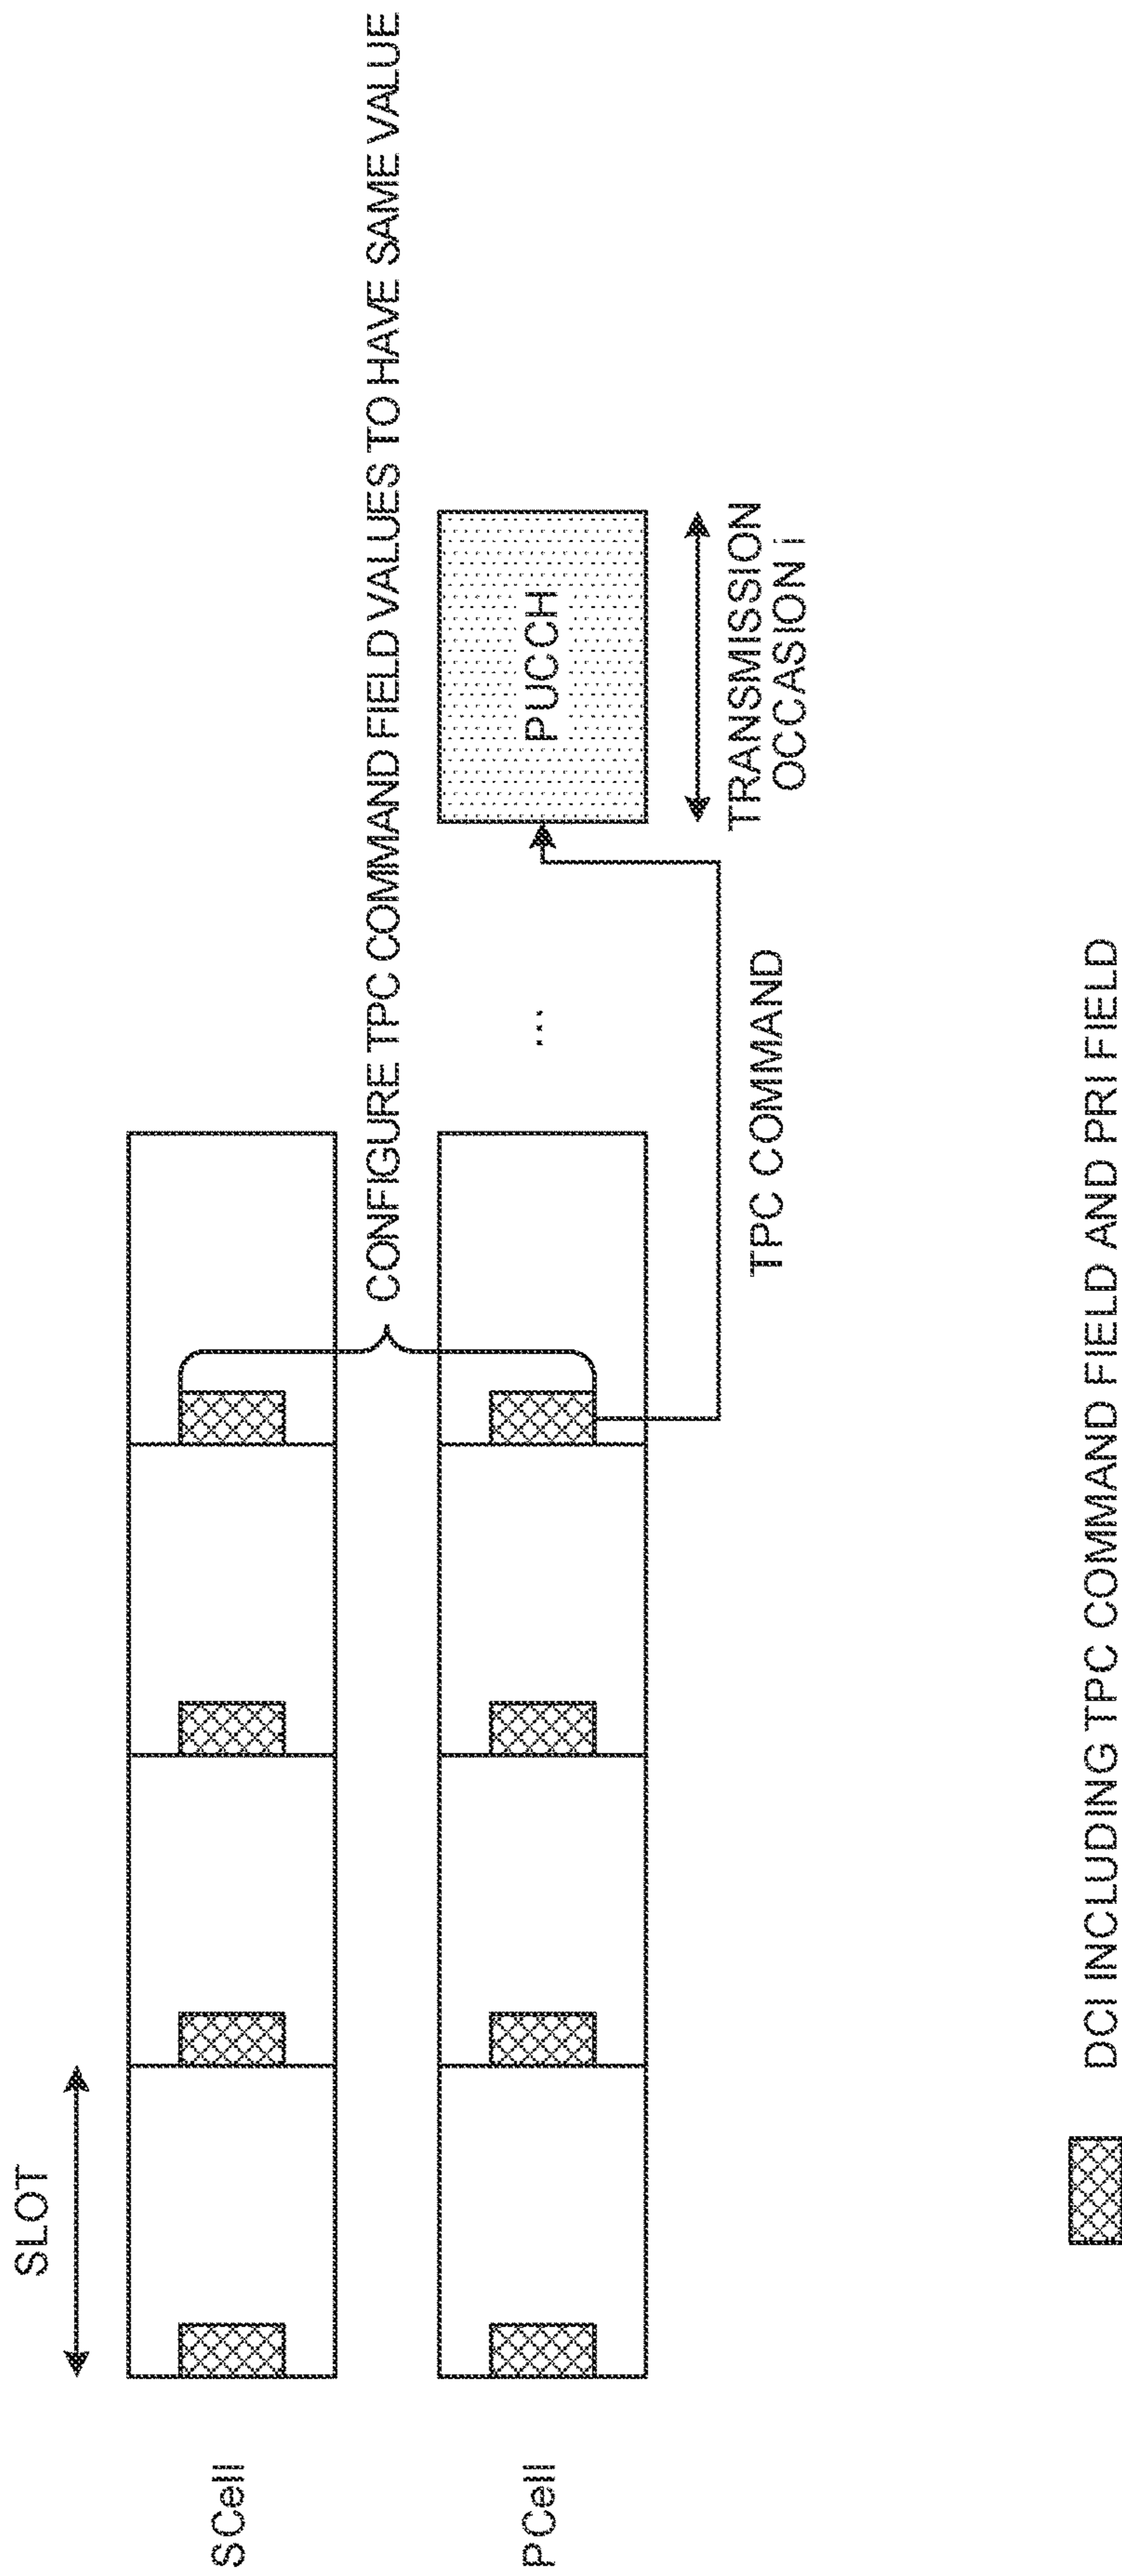 SLOT
SCell
CONFIGURE TPC COMMAND FIELD VALUES TO HAVE SAME VALUE
PCell
...
PUCCH
TPC COMMAND
TRANSMISSION
OCCASION i
DCI INCLUDING TPC COMMAND FIELD AND PRI FIELD